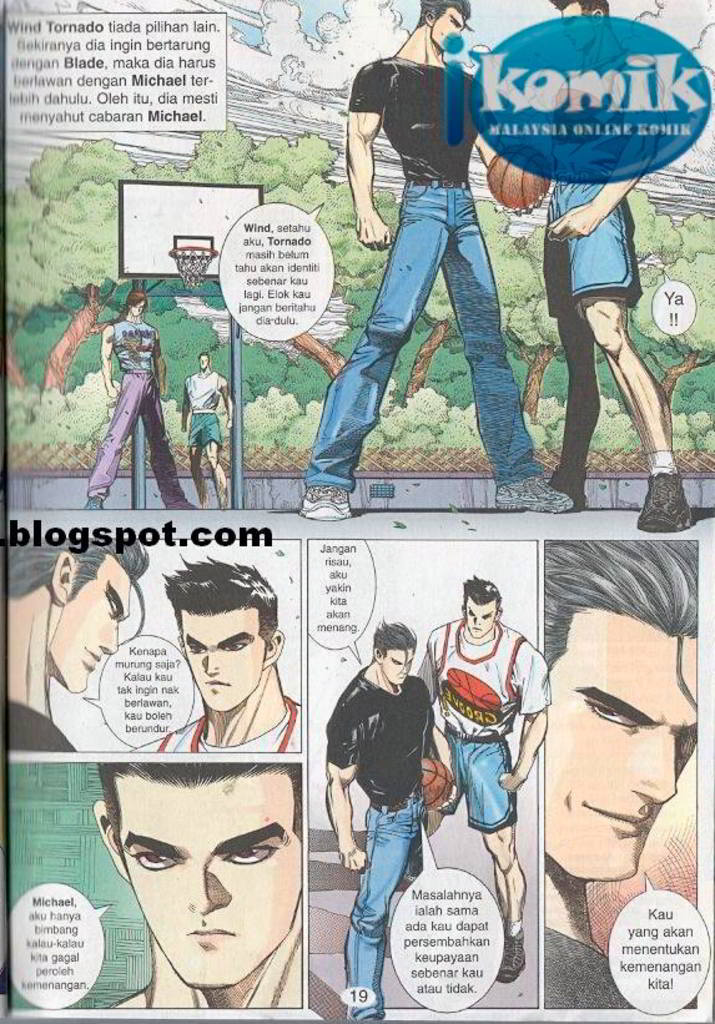 Wind Tornado tiada pilihan lain.
Sekiranya dia ingin bertarung
dengan Blade, maka dia harus
berlawan dengan Michael ter-
lebih dahulu. Oleh itu, dia mesti
menyahut cabaran Michael.
ikomik
MALAYSIA ONLINE KOMIK
Wind, setahu
aku, Tornado
masih belum
tahu akan identiti
sebenar kau
lagi. Elok kau
jangan beritahu
dia dulu.
Ya
!!
.blogspot.com
Kenapa
murung saja?
Kalau kau
tak ingin nak
berlawan,
kau boleh
berundur.
Jangan
risau,
aku
yakin
kita
akan
menang.
GROOVE
Michael,
aku hanya
bimbang
kalau-kalau
kita gagal
peroleh
kemenangan.
Masalahnya
ialah sama
ada kau dapat
persembahkan
keupayaan
sebenar kau
atau tidak.
Kau
yang akan
menentukan
kemenangan
kita!
19